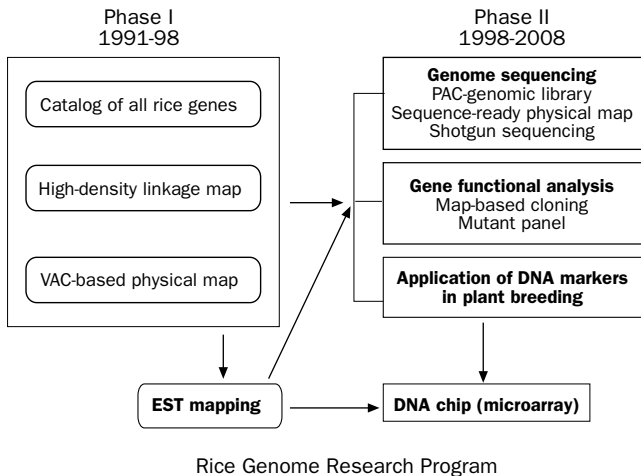 Phase I
1991-98
Catalog of all rice genes
High-density linkage map
VAC-based physical map
EST mapping
Phase II
1998-2008
Genome sequencing
PAC-genomic library
Sequence-ready physical map
Shotgun sequencing
Gene functional analysis
Map-based cloning
Mutant panel
Application of DNA markers
in plant breeding
DNA chip (microarray)
Rice Genome Research Program